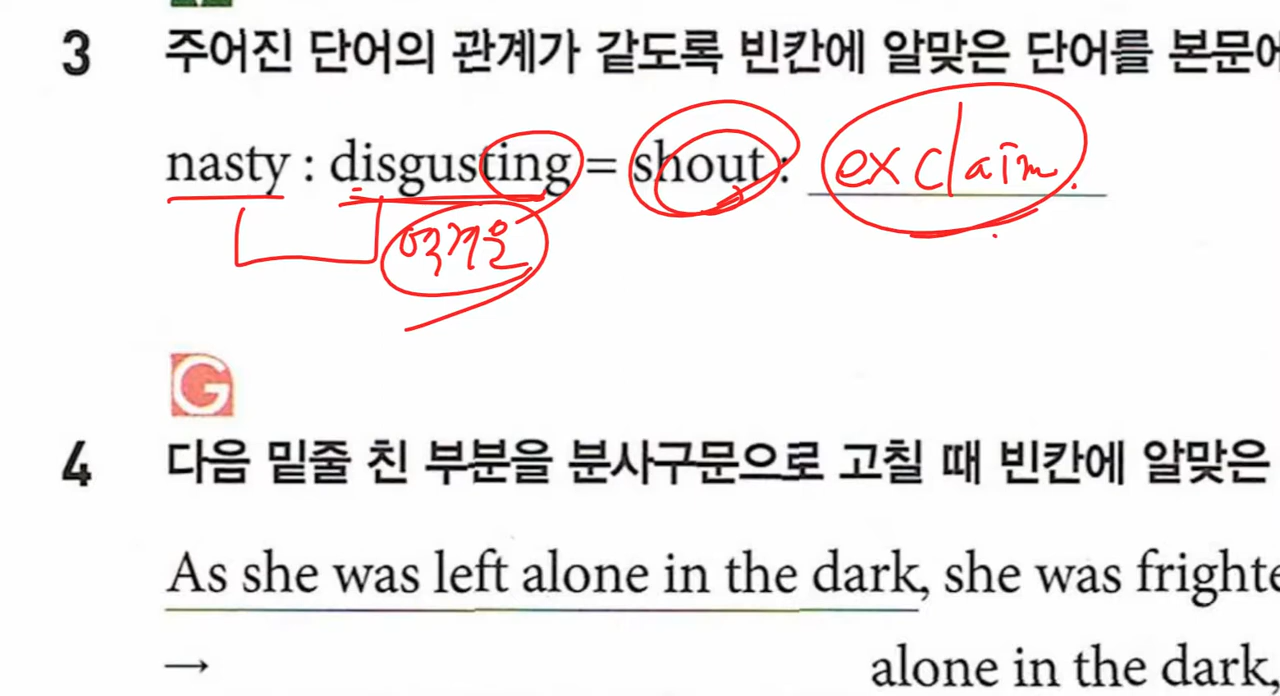 3 주어진 단어의 관계가 같도록 빈칸에 알맞은 단어를 본문에
nasty : disgusting = shout : exclaim
역겨운
G
4 다음 밑줄 친 부분을 분사구문으로 고칠 때 빈칸에 알맞은
As she was left alone in the dark, she was frighte
→ alone in the dark,